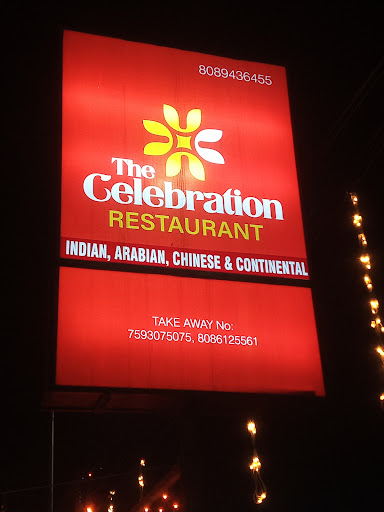 8089436455
The
Celebration
RESTAURANT
INDIAN, ARABIAN, CHINESE & CONTINENTAL
TAKE AWAY No:
7593075075, 8086125561